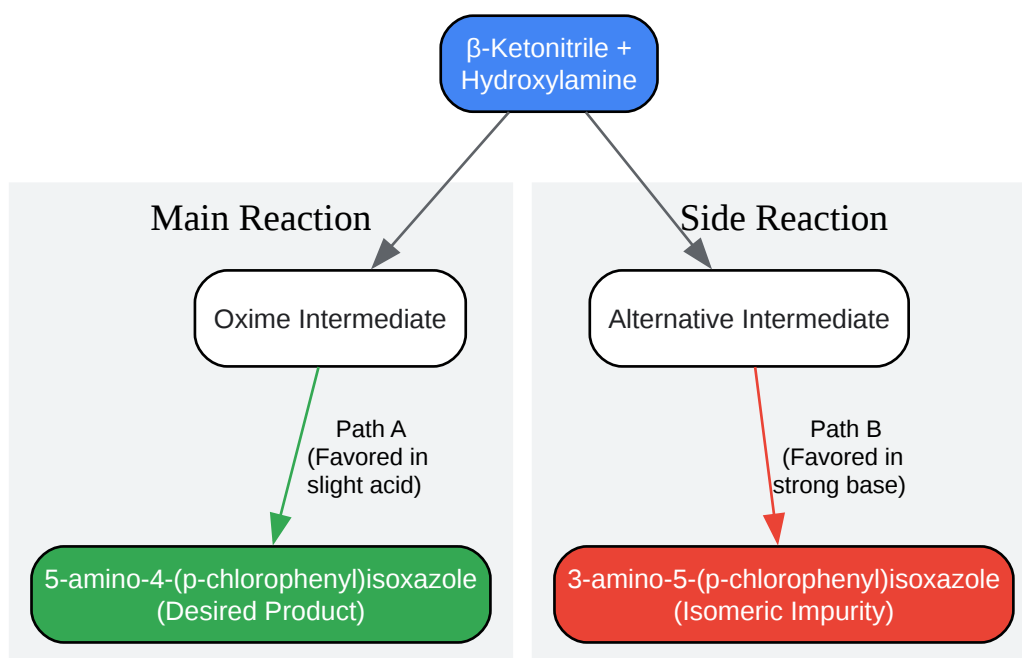 β-Ketonitrile +
Hydroxylamine
Main Reaction
Oxime Intermediate
Path A
(Favored in
slight acid)
5-amino-4-(p-chlorophenyl)isoxazole
(Desired Product)
Side Reaction
Alternative Intermediate
Path B
(Favored in
strong base)
3-amino-5-(p-chlorophenyl)isoxazole
(Isomeric Impurity)